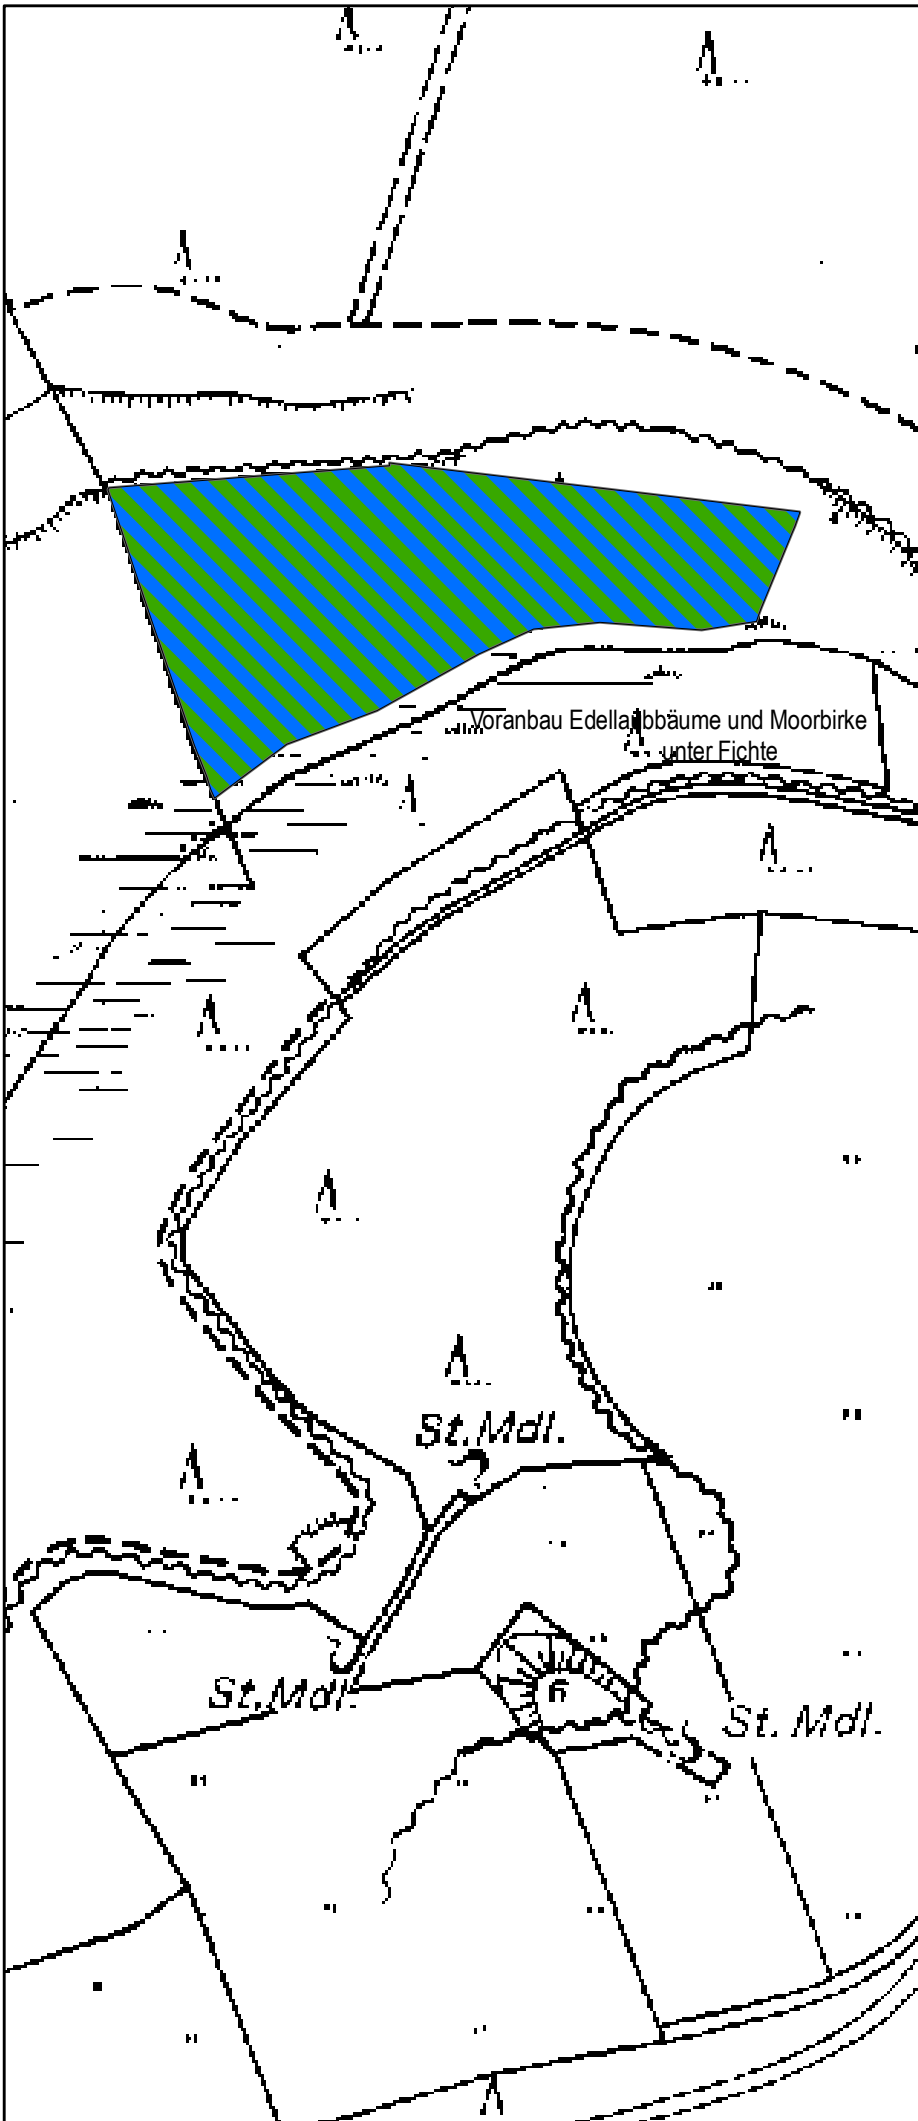 Voranbau Edellaubbäume und Moorbirke
unter Fichte
St.Mdl.
St.Mdl.
6
St. Mdl.